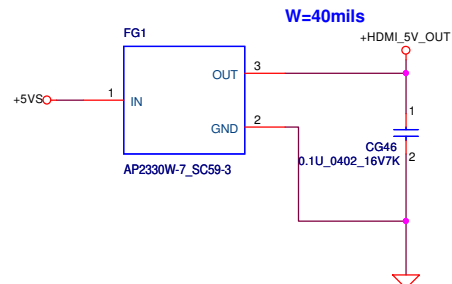 W=40mils
FG1
+HDMI_5V_OUT
OUT
3
+5VS
1
IN
1
GND
2
CG46
0.1U_0402_16V7K
2
AP2330W-7_SC59-3